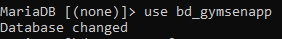 MariaDB [(none)]> use bd_gymsenapp
Database changed